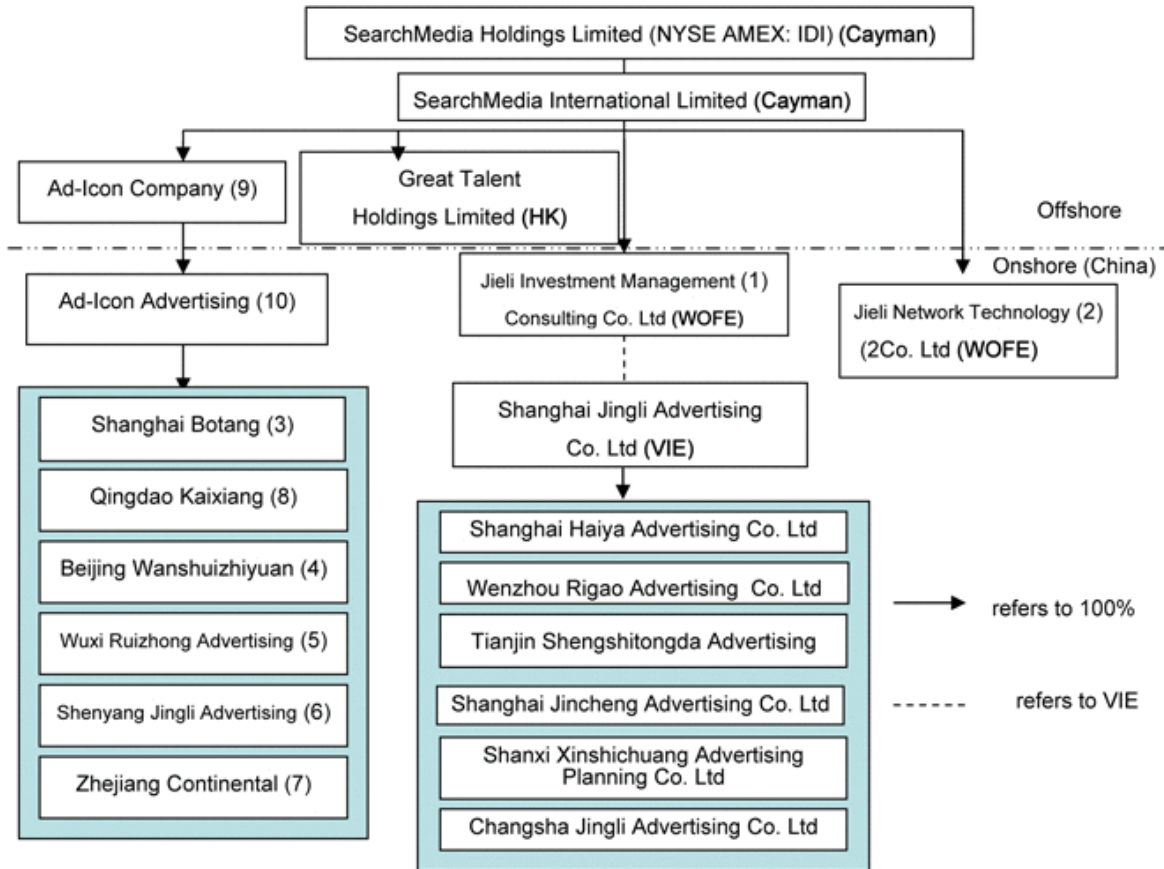 SearchMedia Holdings Limited (NYSE AMEX: IDI) (Cayman)
SearchMedia International Limited (Cayman)
Ad-Icon Company (9)
Great Talent
Holdings Limited (HK)
Offshore
Onshore (China)
Ad-Icon Advertising (10)
Jieli Investment Management (1)
Consulting Co. Ltd (WOFE)
Jieli Network Technology (2)
(2Co. Ltd (WOFE)
Shanghai Jingli Advertising
Co. Ltd (VIE)
Shanghai Botang (3)
Qingdao Kaixiang (8)
Beijing Wanshuizhiyuan (4)
Wuxi Ruizhong Advertising (5)
Shenyang Jingli Advertising (6)
Zhejiang Continental (7)
Shanghai Haiya Advertising Co. Ltd
Wenzhou Rigao Advertising Co. Ltd
Tianjin Shengshitongda Advertising
Shanghai Jincheng Advertising Co. Ltd
Shanxi Xinshichuang Advertising
Planning Co. Ltd
Changsha Jingli Advertising Co. Ltd
refers to 100%
refers to VIE